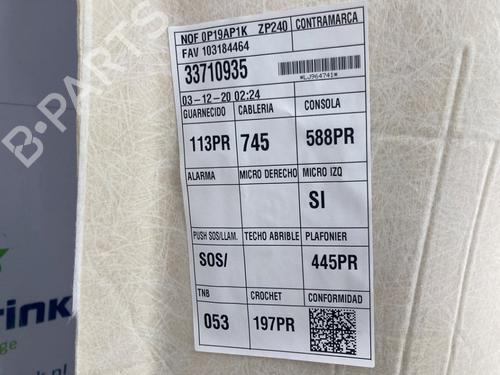 NOF 0P19AP1K ZP240 CONTRAMARCA
FAV 103184464
33710935
*LJ964741*
03-12-20 02:24
GUARNECIDO CABLERIA CONSOLA
113PR 745 588PR
ALARMA MICRO DERECHO MICRO IZQ
SI
PUSH SOS/LLAM. TECHO ABRIBLE PLAFONIER
SOS/ 445PR
TNB CROCHET CONFORMIDAD
053 197PR
B-PARTS